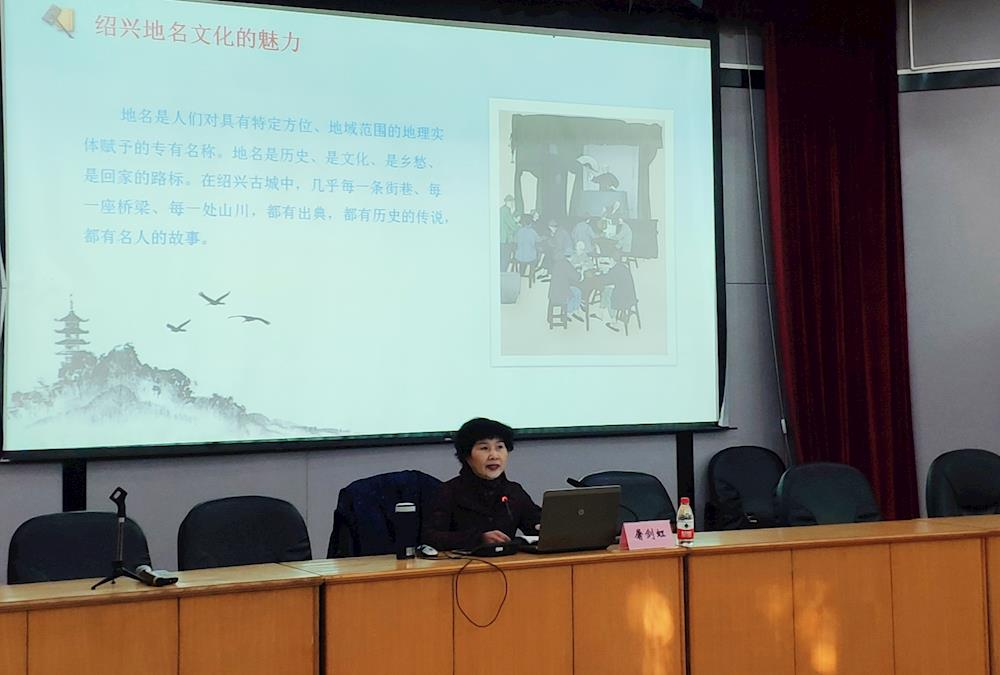 绍兴地名文化的魅力
地名是人们对具有特定方位、地域范围的地理实
体赋予的专有名称。地名是历史、是文化、是乡愁、
是回家的路标。在绍兴古城中，几乎每一条街巷、每
一座桥梁、每一处山川，都有出典，都有历史的传说，
都有名人的故事。
屠剑虹